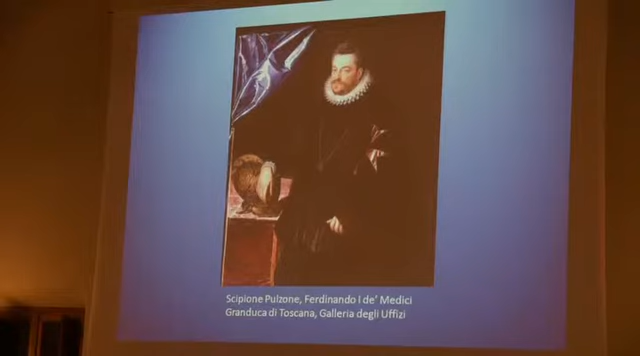 Scipione Pulzone, Ferdinando I de' Medici
Granduca di Toscana, Galleria degli Uffizi